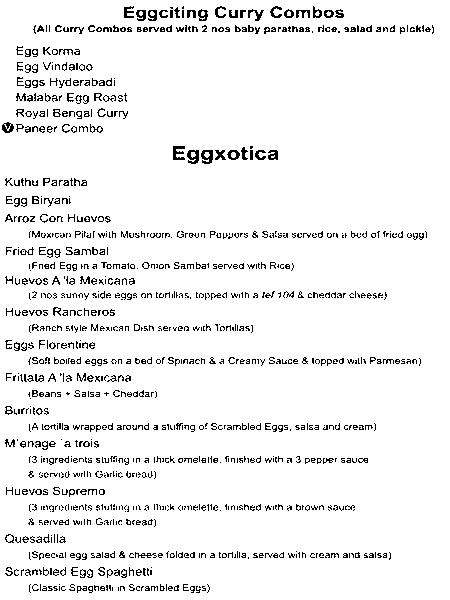 Eggciting Curry Combos
(All Curry Combos served with 2 nos baby parathas, rice, salad and pickle)
Egg Korma
Egg Vindaloo
Eggs Hyderabadi
Malabar Egg Roast
Royal Bengal Curry
V Paneer Combo
Eggxotica
Kuthu Paratha
Egg Biryani
Arroz Con Huevos
(Mexican Pilaf with Mushroom, Green Peppers & Salsa served on a bed of fried egg)
Fried Egg Sambal
(Fried Egg in a Tomato, Onion Sambal served with Rice)
Huevos A 'la Mexicana
(2 nos sunny side eggs on tortillas, topped with a tef 104 & cheddar cheese)
Huevos Rancheros
(Ranch style Mexican Dish served with Tortillas)
Eggs Florentine
(Soft boiled eggs on a bed of Spinach & a Creamy Sauce & topped with Parmesan)
Frittata A 'la Mexicana
(Beans + Salsa + Cheddar)
Burritos
(A tortilla wrapped around a stuffing of Scrambled Eggs, salsa and cream)
M'enage `a trois
(3 ingredients stuffing in a thick omelette, finished with a 3 pepper sauce
& served with Garlic bread)
Huevos Supremo
(3 ingredients stuffing in a thick omelette, finished with a brown sauce
& served with Garlic bread)
Quesadilla
(Special egg salad & cheese folded in a tortilla, served with cream and salsa)
Scrambled Egg Spaghetti
(Classic Spaghetti in Scrambled Eggs)